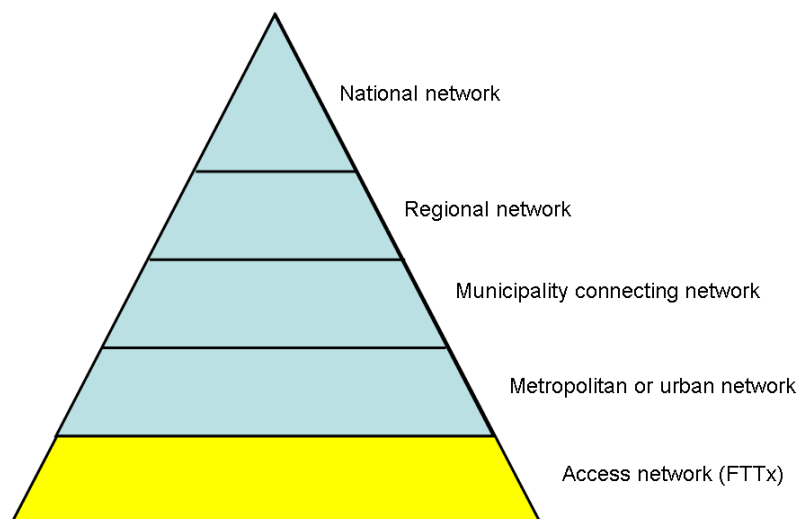 National network
Regional network
Municipality connecting network
Metropolitan or urban network
Access network (FTTx)